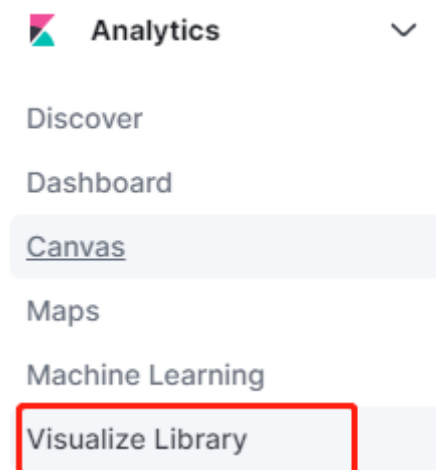 Analytics
Discover
Dashboard
Canvas
Maps
Machine Learning
Visualize Library